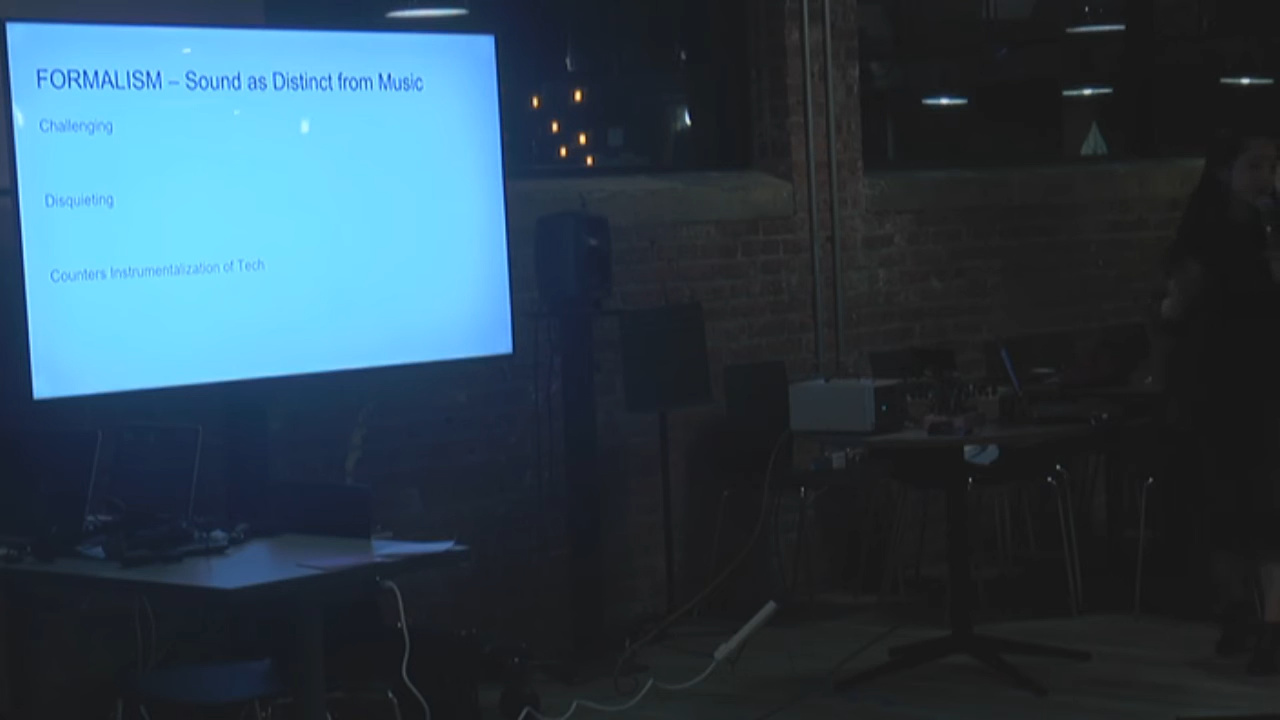 FORMALISM – Sound as Distinct from Music
Challenging
Disquieting
Counters Instrumentalization of Tech